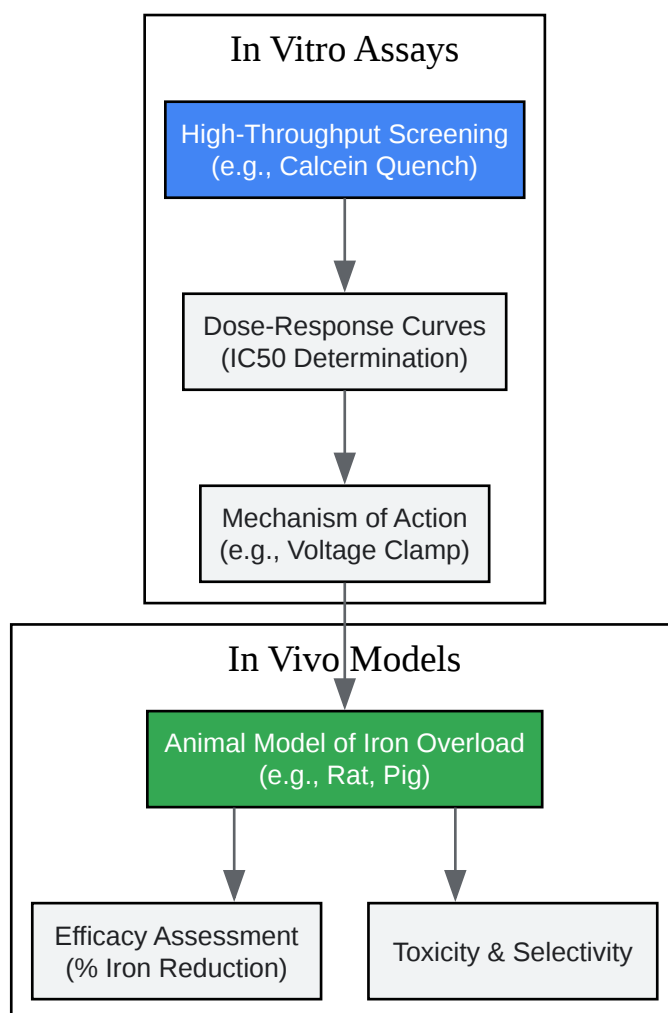 In Vitro Assays
High-Throughput Screening
(e.g., Calcein Quench)
Dose-Response Curves
(IC50 Determination)
Mechanism of Action
(e.g., Voltage Clamp)
In Vivo Models
Animal Model of Iron Overload
(e.g., Rat, Pig)
Efficacy Assessment
(% Iron Reduction)
Toxicity & Selectivity